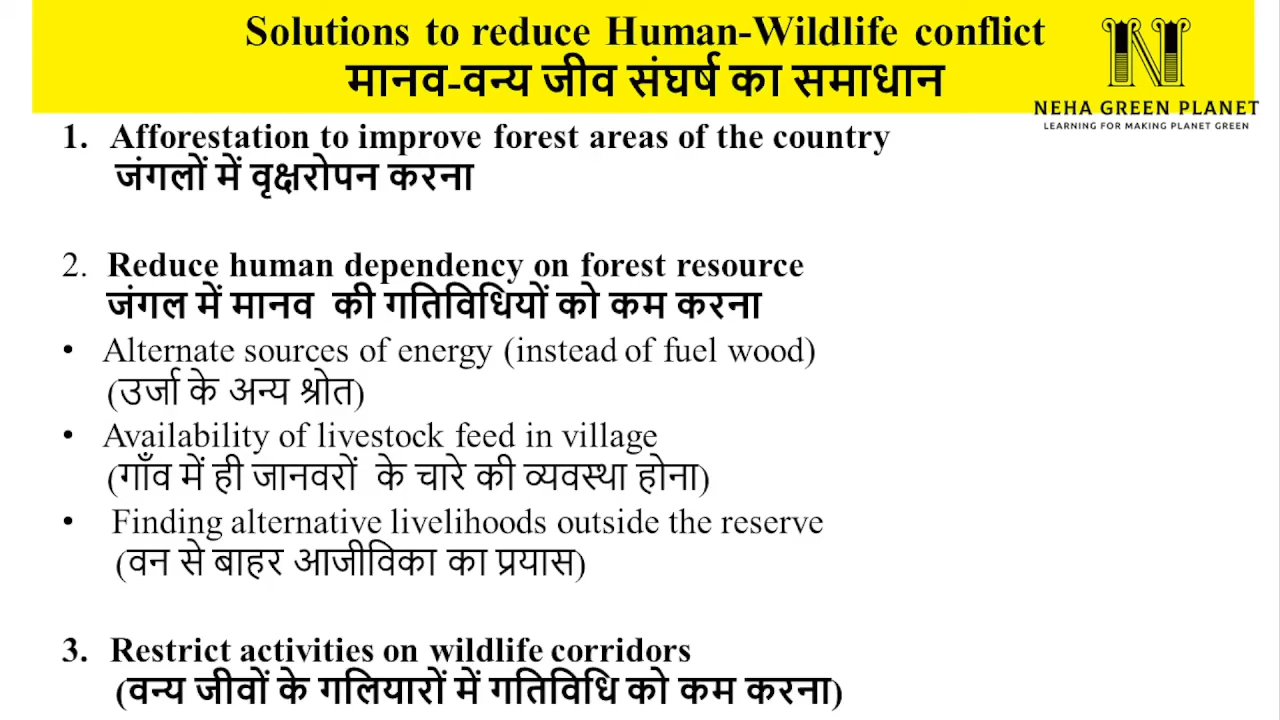 Solutions to reduce Human-Wildlife conflict
मानव-वन्य जीव संघर्ष का समाधान
NEHA GREEN PLANET
LEARNING FOR MAKING PLANET GREEN
1. Afforestation to improve forest areas of the country
जंगलों में वृक्षरोपन करना
2. Reduce human dependency on forest resource
जंगल में मानव की गतिविधियों को कम करना
• Alternate sources of energy (instead of fuel wood)
(उर्जा के अन्य श्रोत)
• Availability of livestock feed in village
(गाँव में ही जानवरों के चारे की व्यवस्था होना)
• Finding alternative livelihoods outside the reserve
(वन से बाहर आजीविका का प्रयास)
3. Restrict activities on wildlife corridors
(वन्य जीवों के गलियारों में गतिविधि को कम करना)